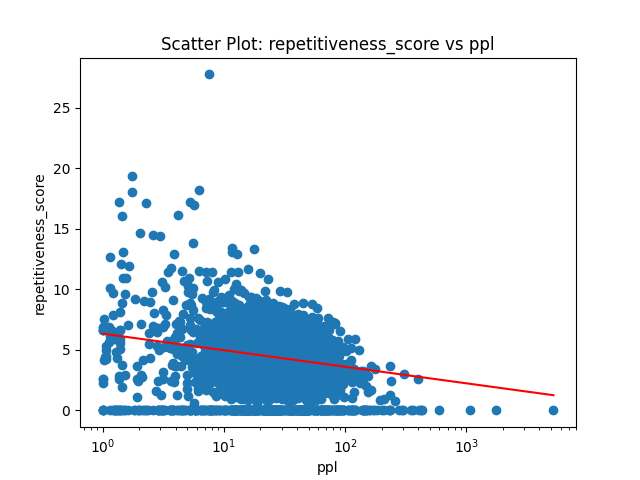 Scatter Plot: repetitiveness_score vs ppl
repetitiveness_score
25
20
15
10
5
0
10⁰ 10¹ 10² 10³
ppl